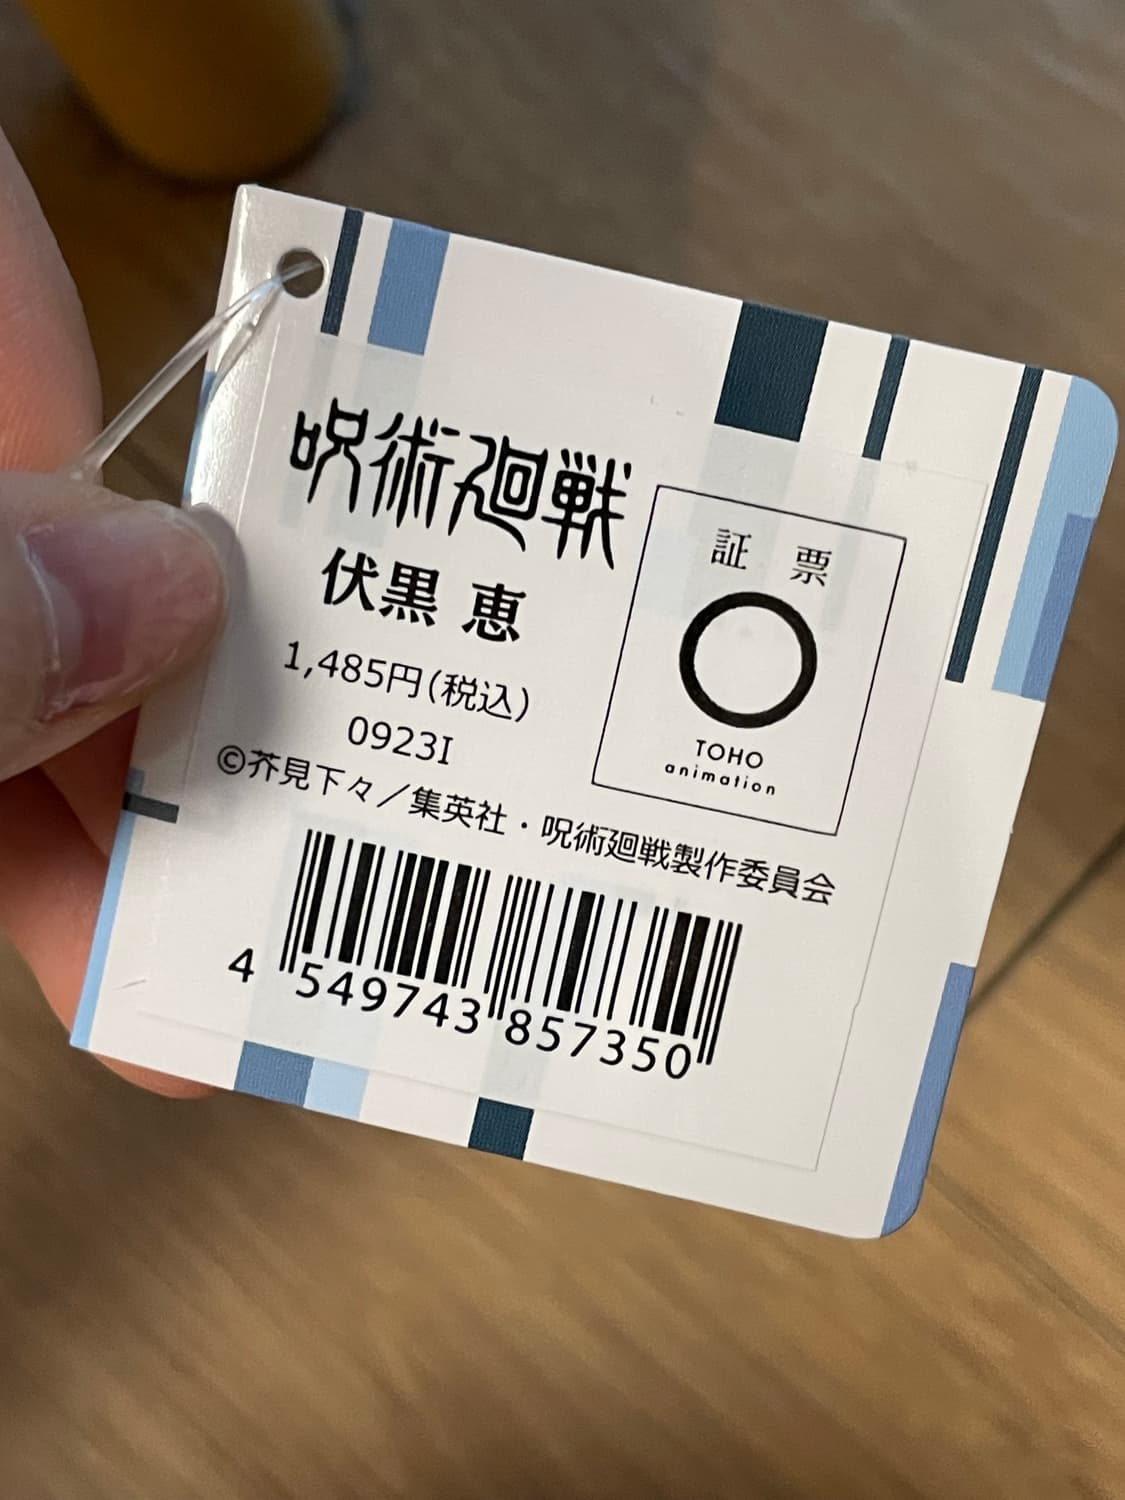 呪術廻戦
伏黒 恵
1,485円(税込)
0923I
©芥見下々／集英社・呪術廻戦製作委員会
証 票
TOHO
animation
4 549743 857350